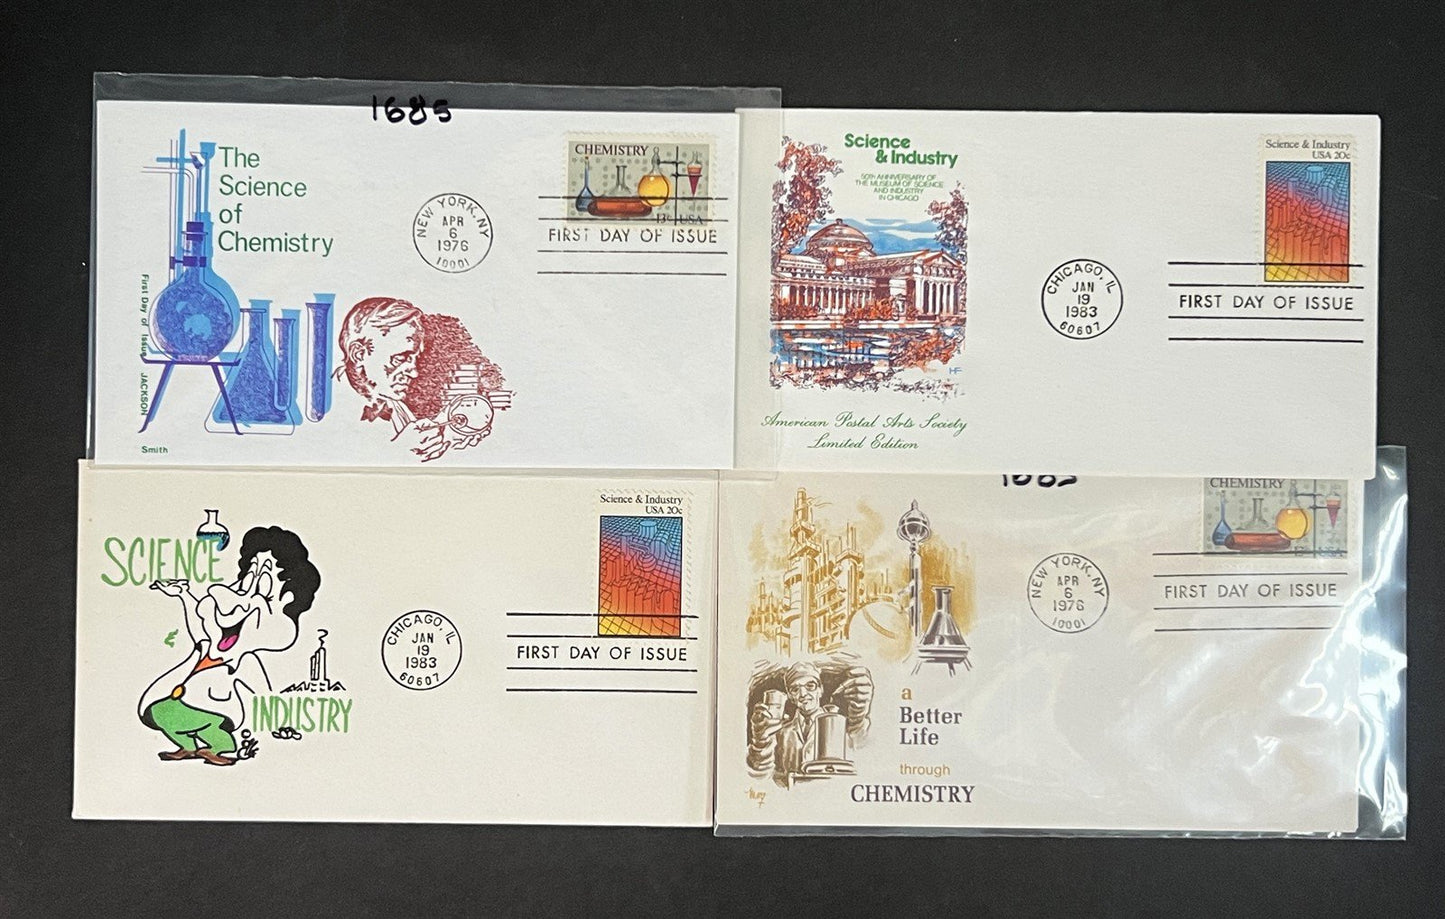 1685
The
Science
of
Chemistry
First Day of Issue
JACKSON
Smith
NEW YORK, NY
APR
6
1976
10001
CHEMISTRY
13c USA
FIRST DAY OF ISSUE
Science
& Industry
50th ANNIVERSARY OF
THE MUSEUM OF SCIENCE
AND INDUSTRY
IN CHICAGO
HF
American Postal Arts Society
Limited Edition
CHICAGO, IL
JAN
19
1983
60607
Science & Industry
USA 20c
FIRST DAY OF ISSUE
SCIENCE
&
INDUSTRY
CHICAGO, IL
JAN
19
1983
60607
Science & Industry
USA 20c
FIRST DAY OF ISSUE
1685
a
Better
Life
through
CHEMISTRY
NEW YORK, NY
APR
6
1976
10001
CHEMISTRY
13c USA
FIRST DAY OF ISSUE